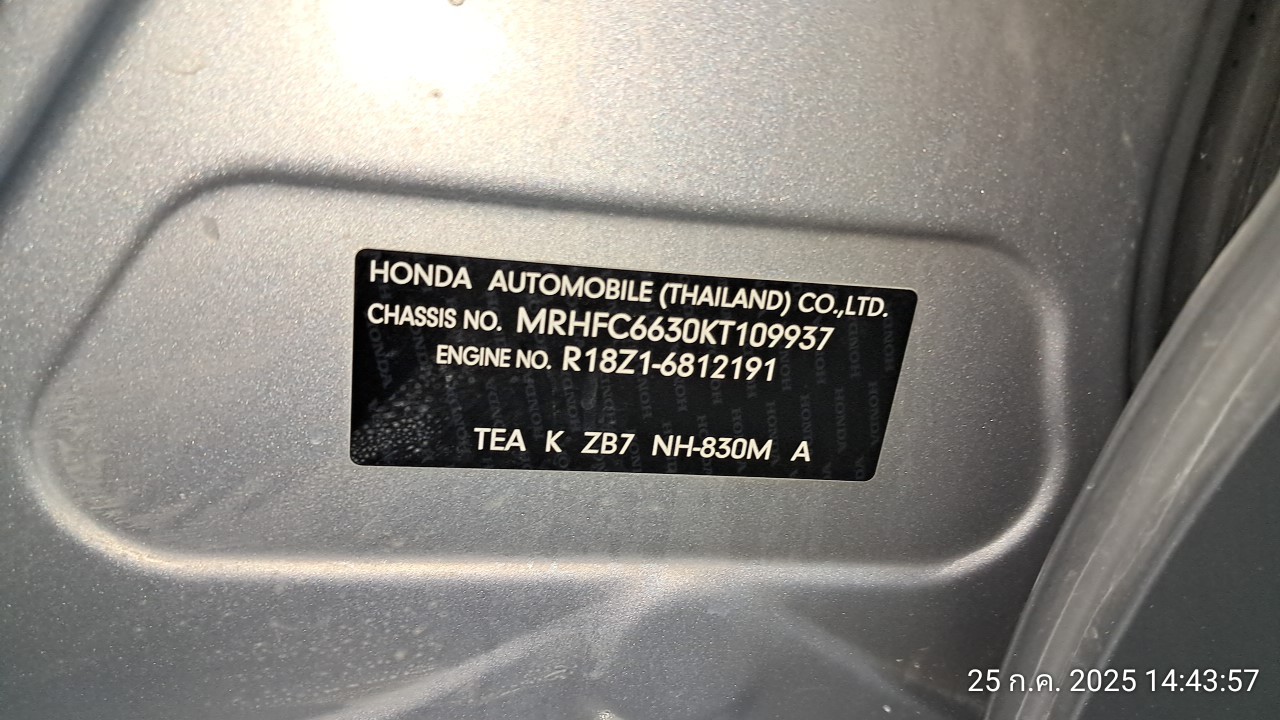 HONDA AUTOMOBILE (THAILAND) CO.,LTD.
CHASSIS NO. MRHFC6630KT109937
ENGINE NO. R18Z1-6812191
TEA K ZB7 NH-830M A
25 ก.ค. 2025 14:43:57